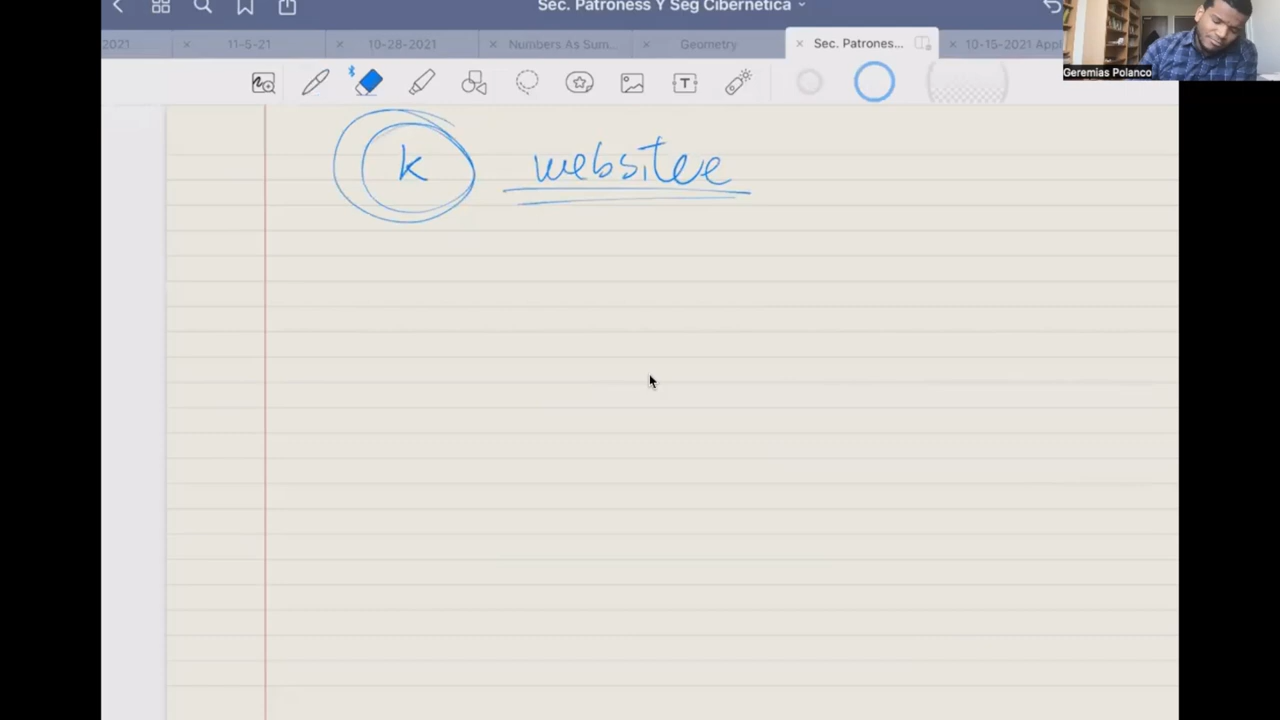 Sec. Patroness Y Seg Cibernetica
2021
11-5-21
10-28-2021
Numbers As Sum...
Geometry
Sec. Patrones...
10-15-2021 Appl
Geremias Polanco
T
k websitee